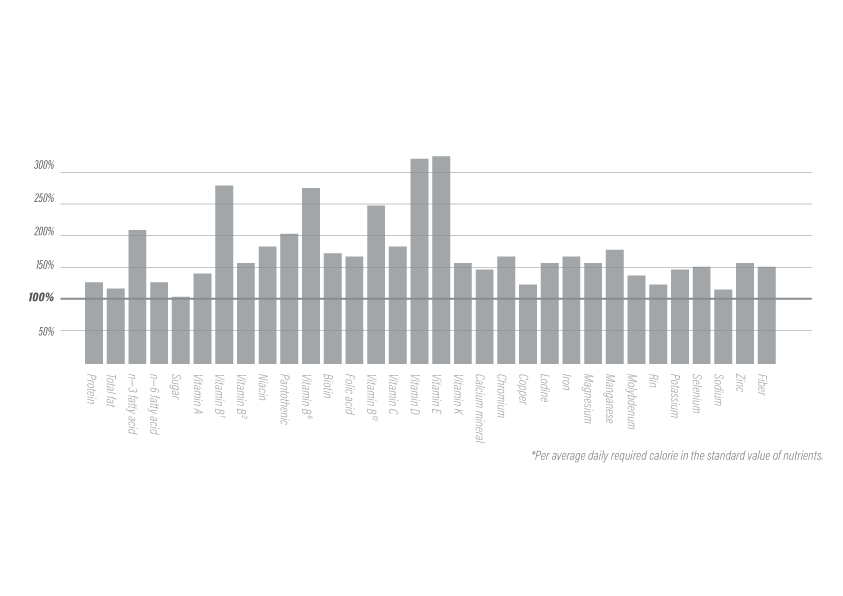 300%
250%
200%
150%
100%
50%
Protein
Total fat
n–3 fatty acid
n–6 fatty acid
Sugar
Vitamin A
Vitamin B¹
Vitamin B²
Niacin
Pantothenic
Vitamin B⁶
Biotin
Folic acid
Vitamin B¹²
Vitamin C
Vitamin D
Vitamin E
Vitamin K
Calcium mineral
Chromium
Copper
Lodine
Iron
Magnesium
Manganese
Molybdenum
Rin
Potassium
Selenium
Sodium
Zinc
Fiber
*Per average daily required calorie in the standard value of nutrients.